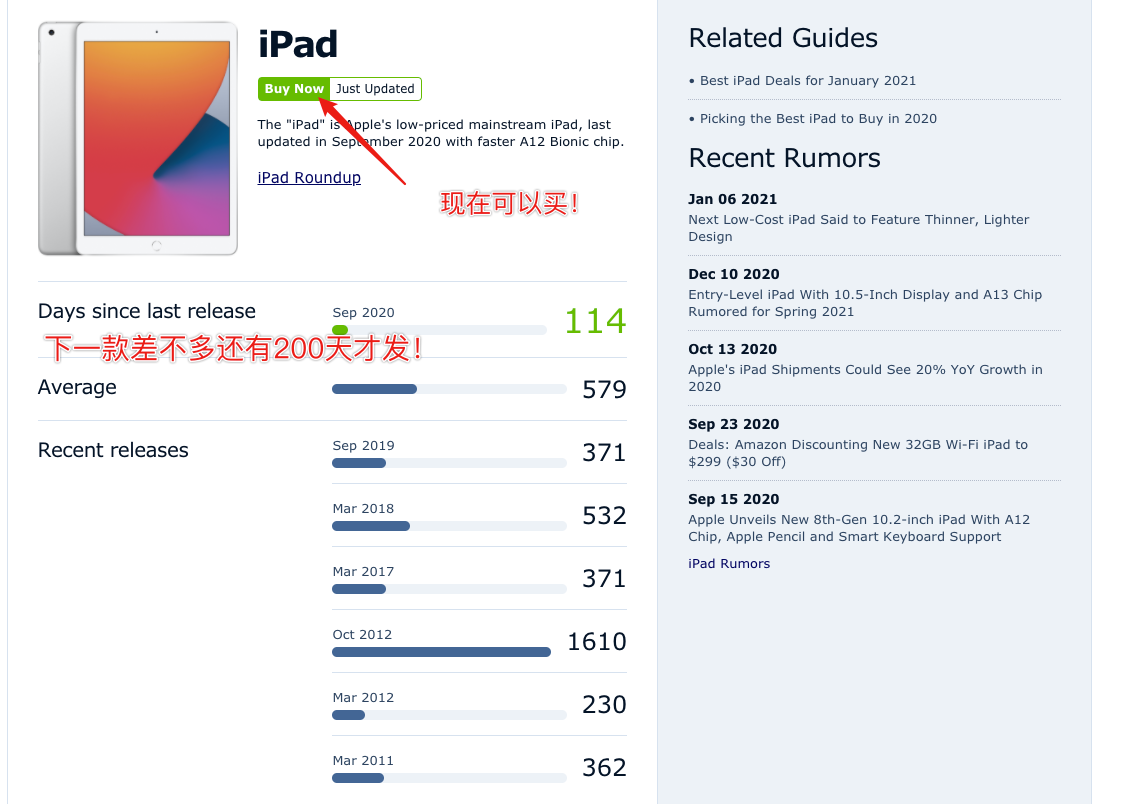 iPad
Buy Now Just Updated
The "iPad" is Apple's low-priced mainstream iPad, last
updated in September 2020 with faster A12 Bionic chip.
iPad Roundup
现在可以买！
Days since last release
Sep 2020
114
下一款差不多还有200天才发！
Average
579
Recent releases
Sep 2019
371
Mar 2018
532
Mar 2017
371
Oct 2012
1610
Mar 2012
230
Mar 2011
362
Related Guides
• Best iPad Deals for January 2021
• Picking the Best iPad to Buy in 2020
Recent Rumors
Jan 06 2021
Next Low-Cost iPad Said to Feature Thinner, Lighter
Design
Dec 10 2020
Entry-Level iPad With 10.5-Inch Display and A13 Chip
Rumored for Spring 2021
Oct 13 2020
Apple's iPad Shipments Could See 20% YoY Growth in
2020
Sep 23 2020
Deals: Amazon Discounting New 32GB Wi-Fi iPad to
$299 ($30 Off)
Sep 15 2020
Apple Unveils New 8th-Gen 10.2-inch iPad With A12
Chip, Apple Pencil and Smart Keyboard Support
iPad Rumors